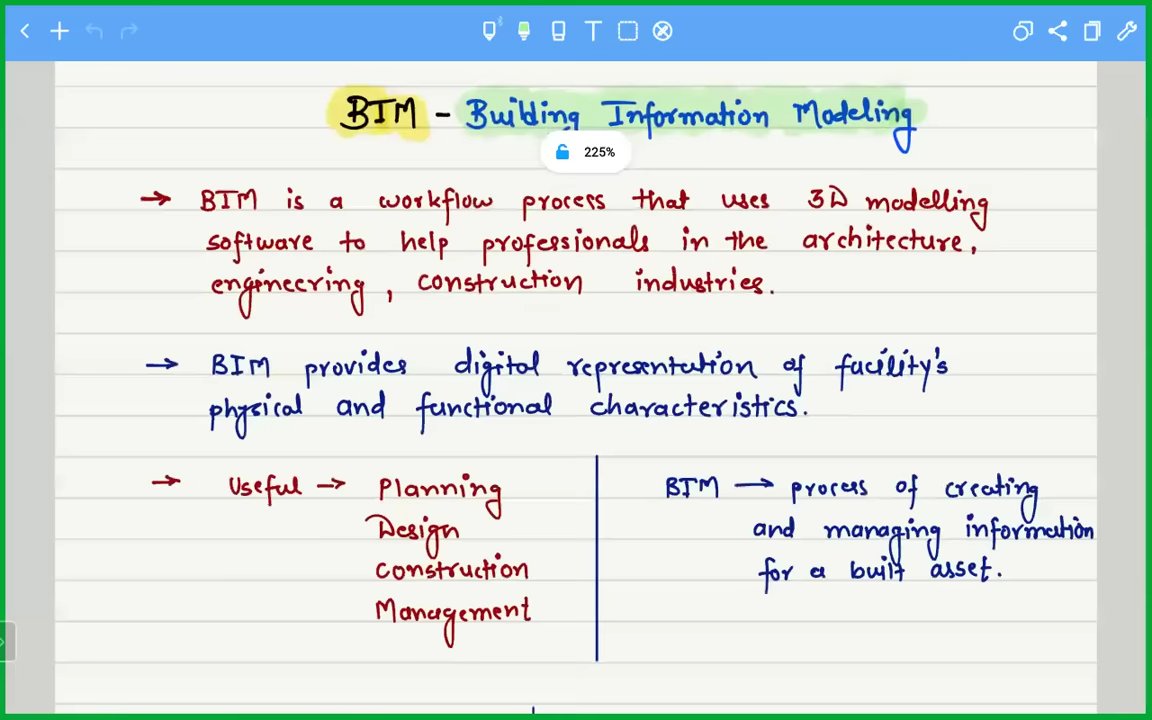 BIM - Building Information Modeling
225%
→ BIM is a workflow process that uses 3D modelling
software to help professionals in the architecture,
engineering, construction industries.
→ BIM provides digital representation of facility's
physical and functional characteristics.
→ Useful → Planning
Design
Construction
Management
BIM → process of creating
and managing information
for a built asset.